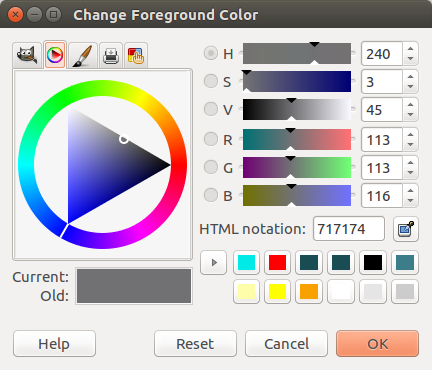 Change Foreground Color
H 240
S 3
V 45
R 113
G 113
B 116
HTML notation: 717174
Current:
Old:
Help Reset Cancel OK